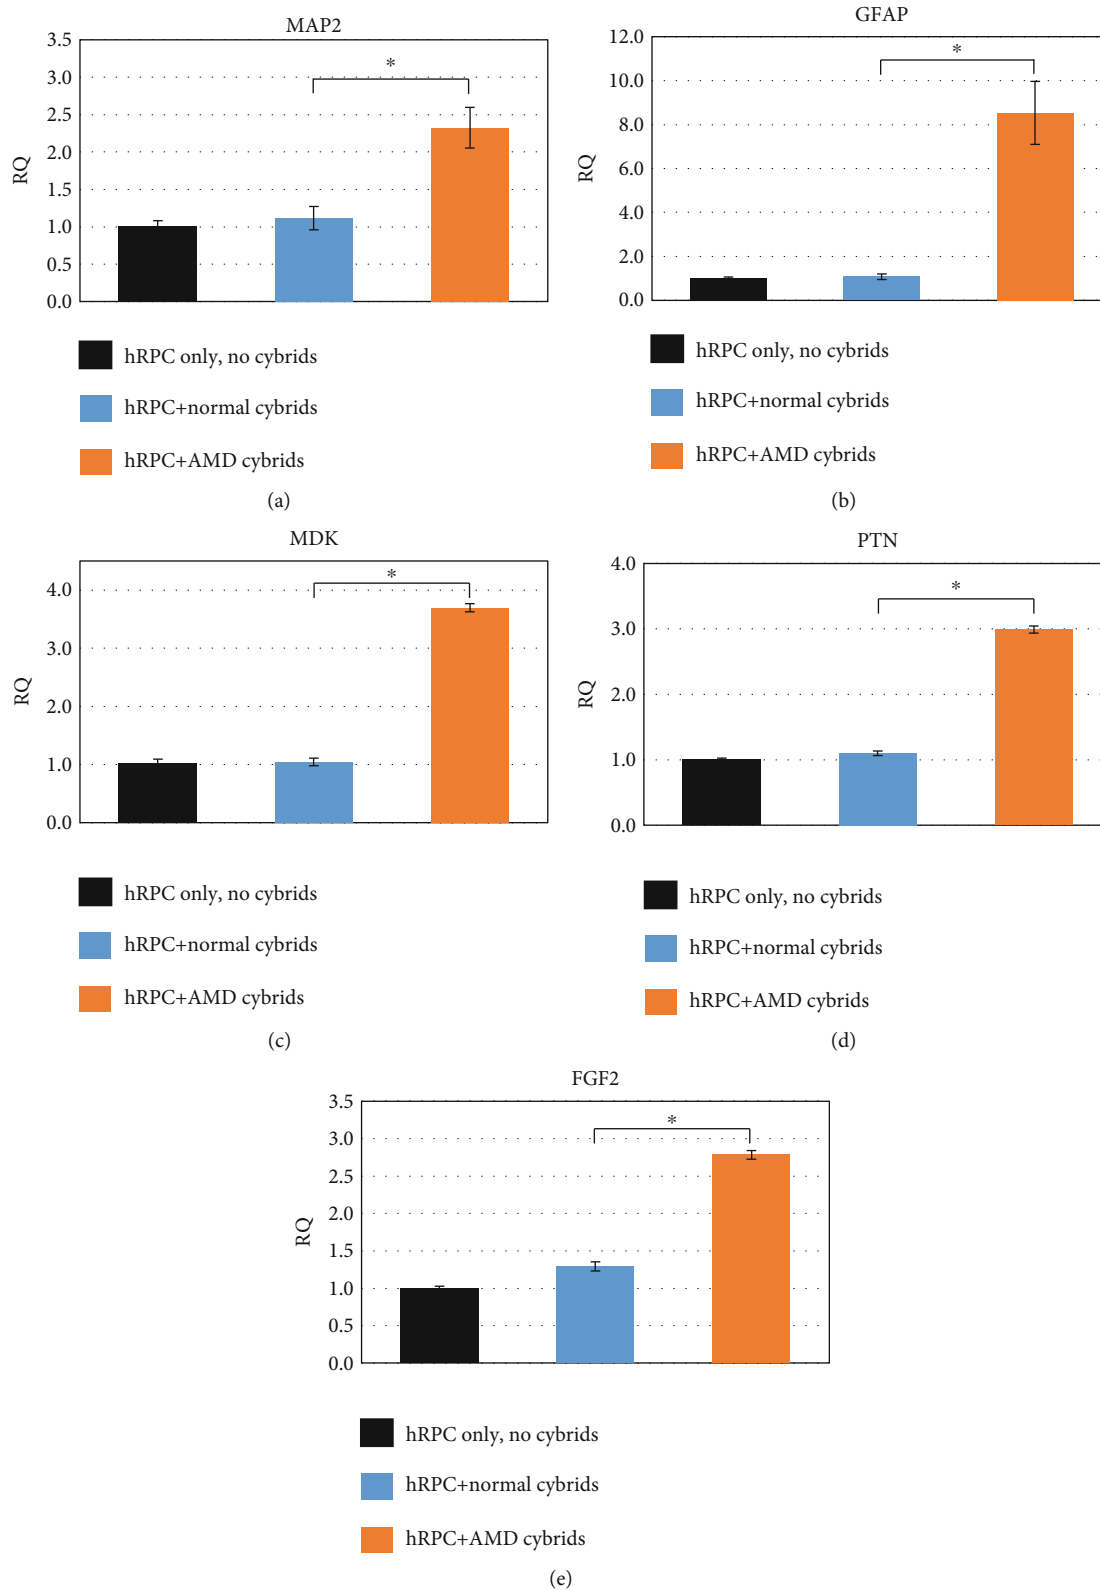 MAP2
3.5
3.0
2.5
2.0
1.5
1.0
0.5
0.0
RQ
*
hRPC only, no cybrids
hRPC+normal cybrids
hRPC+AMD cybrids
(a)
GFAP
12.0
10.0
8.0
6.0
4.0
2.0
0.0
RQ
*
hRPC only, no cybrids
hRPC+normal cybrids
hRPC+AMD cybrids
(b)
MDK
4.0
3.0
2.0
1.0
0.0
RQ
*
hRPC only, no cybrids
hRPC+normal cybrids
hRPC+AMD cybrids
(c)
PTN
4.0
3.0
2.0
1.0
0.0
RQ
*
hRPC only, no cybrids
hRPC+normal cybrids
hRPC+AMD cybrids
(d)
FGF2
3.5
3.0
2.5
2.0
1.5
1.0
0.5
0.0
RQ
*
hRPC only, no cybrids
hRPC+normal cybrids
hRPC+AMD cybrids
(e)